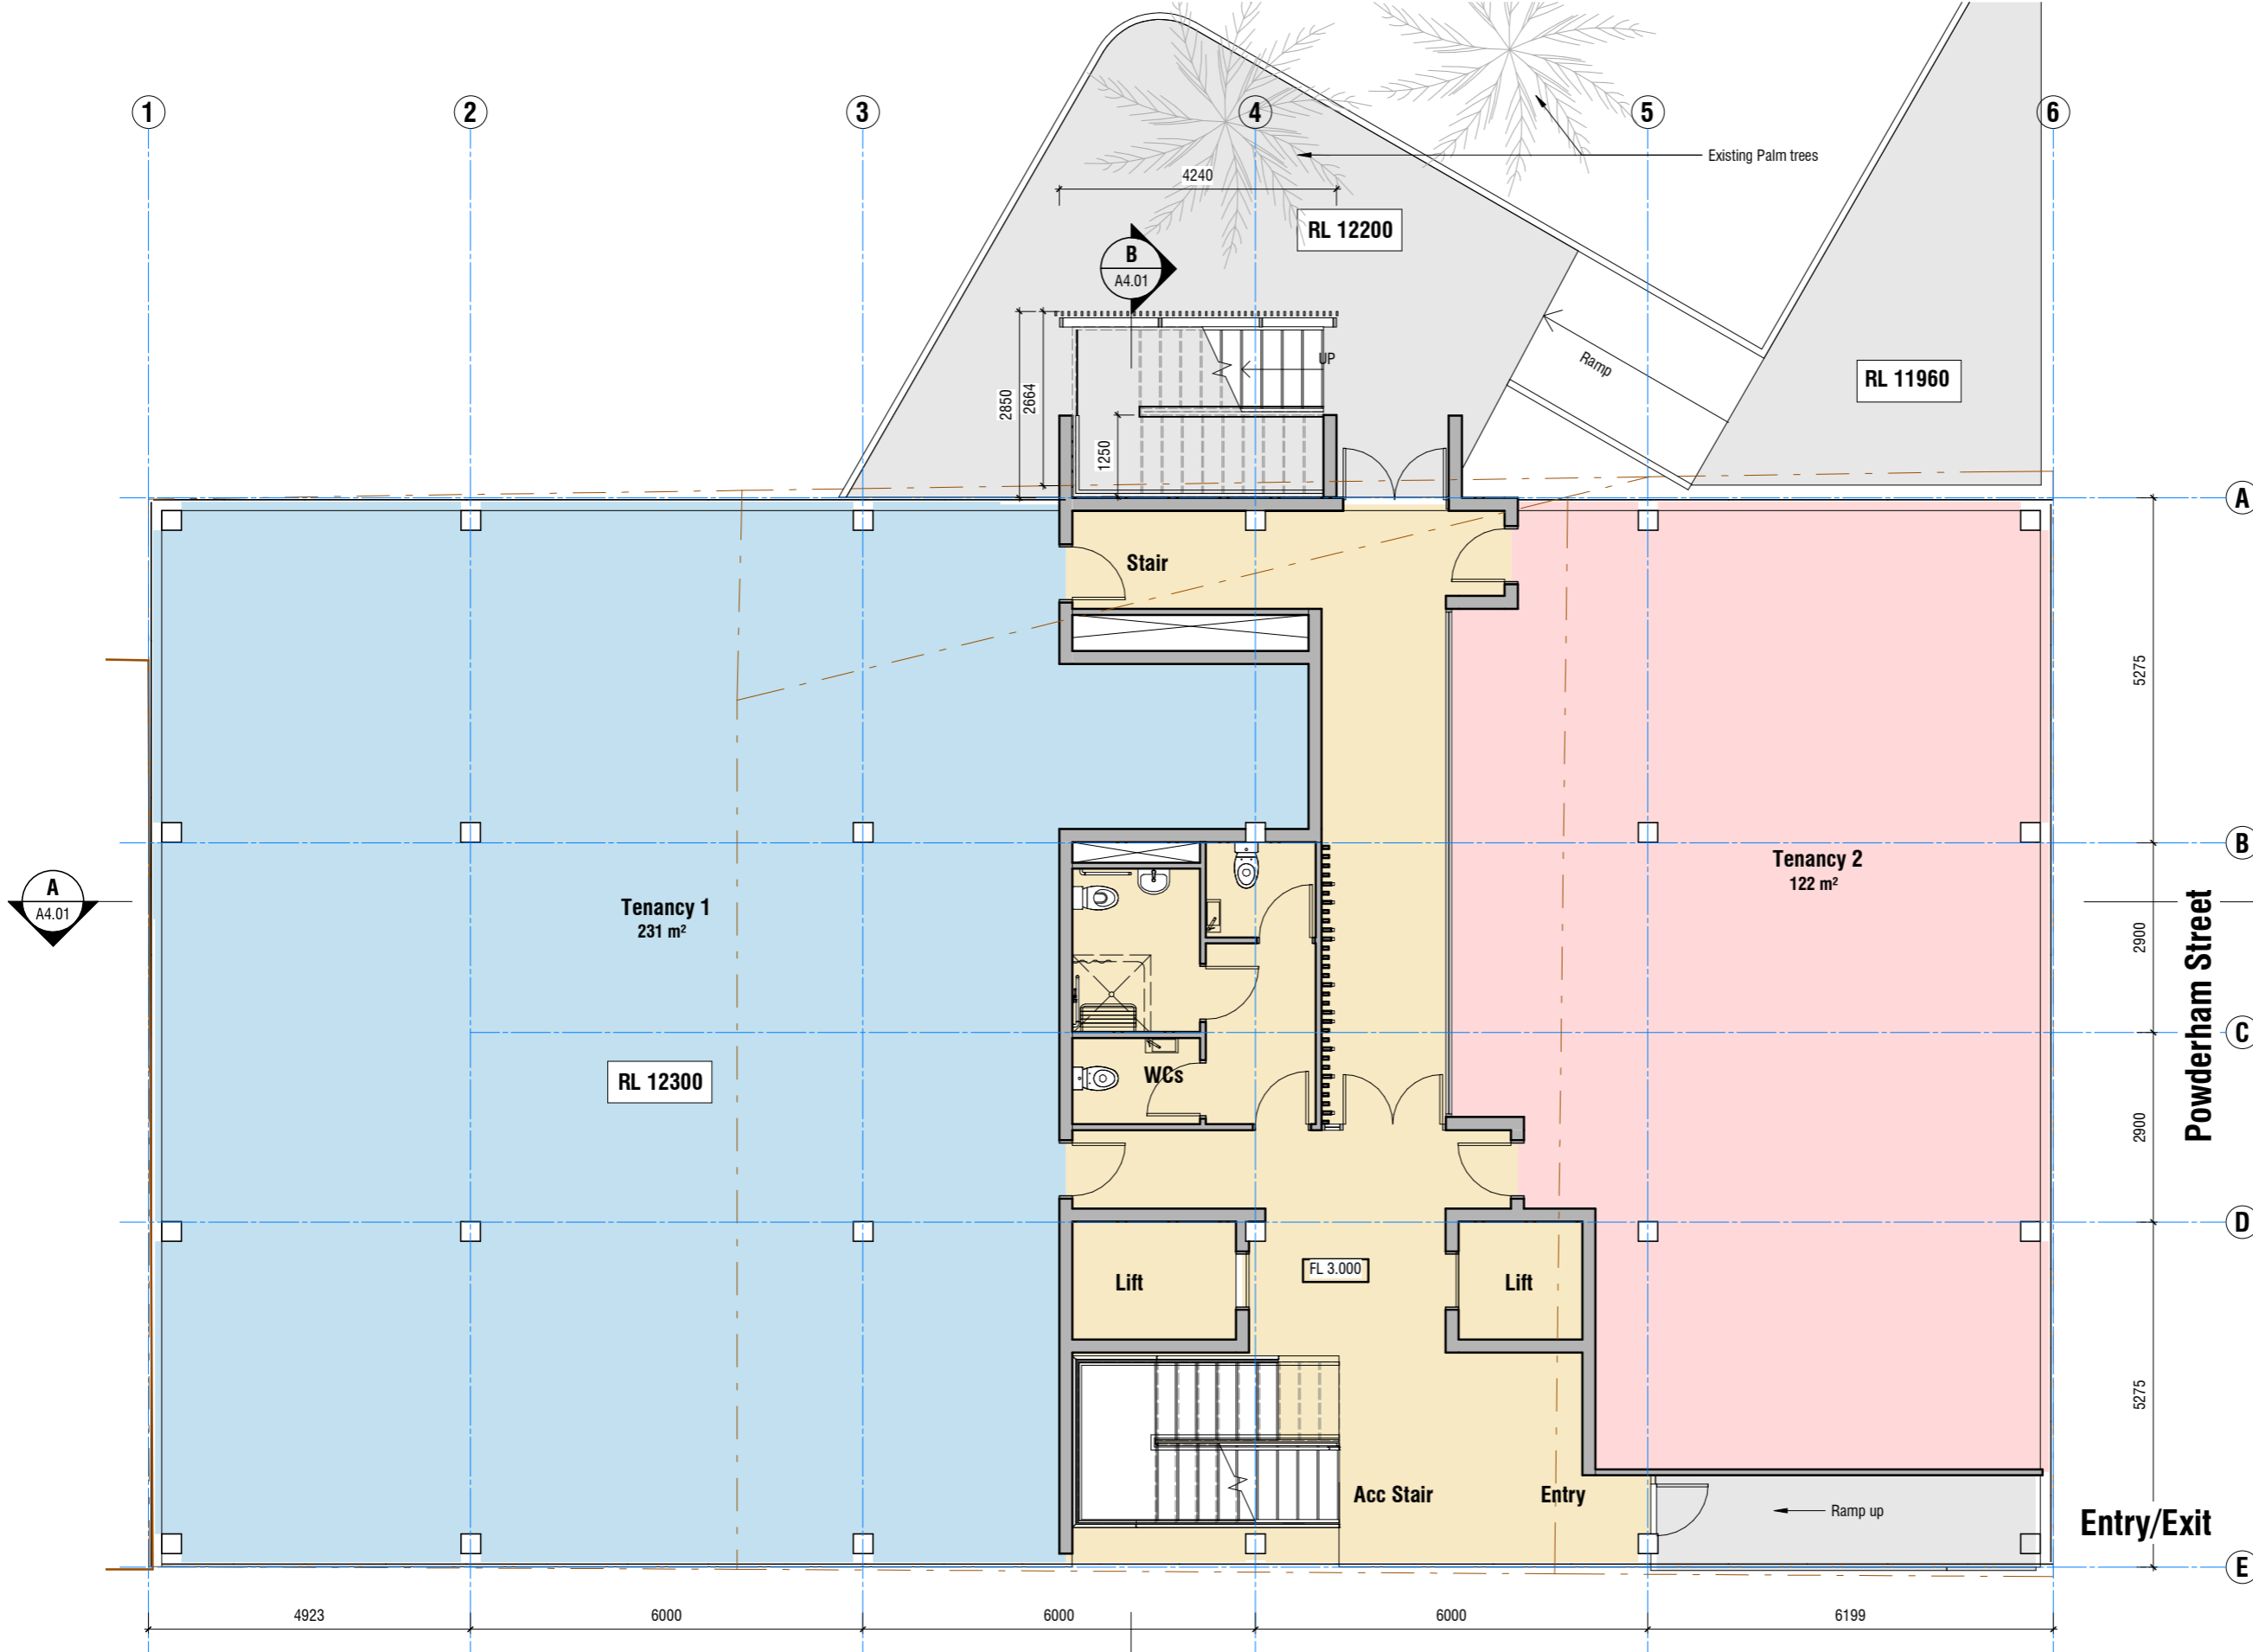 1
2
3
4
5
6
Existing Palm trees
4240
RL 12200
B
A4.01
UP
Ramp
RL 11960
2850
2664
1250
A
Stair
5275
B
Tenancy 2
122 m²
A
A4.01
Tenancy 1
231 m²
2900
Powderham Street
C
RL 12300
WCs
2900
D
FL 3.000
Lift
Lift
5275
Acc Stair
Entry
Ramp up
Entry/Exit
E
4923
6000
6000
6000
6199